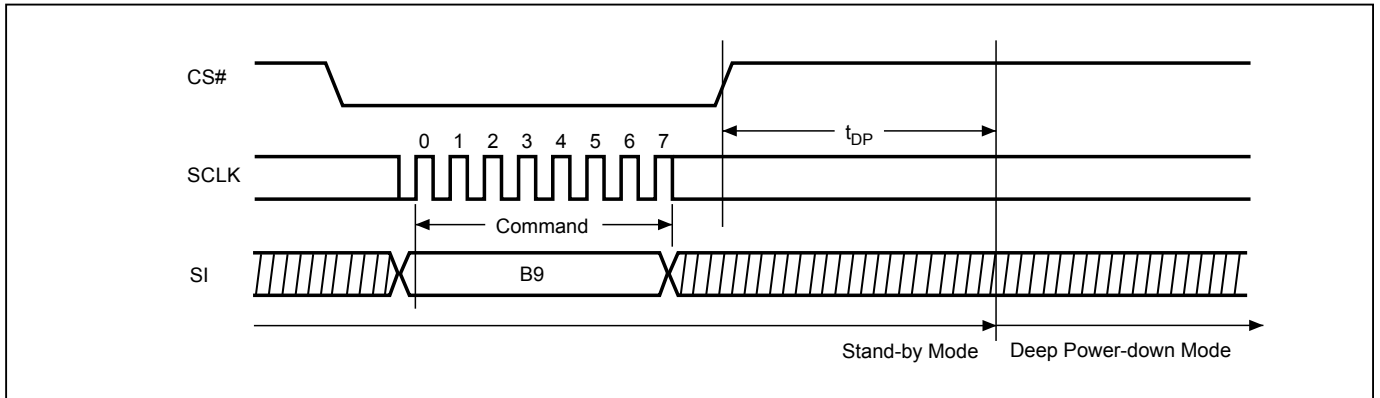 CS#
t_DP
0 1 2 3 4 5 6 7
SCLK
Command
SI
B9
Stand-by Mode
Deep Power-down Mode